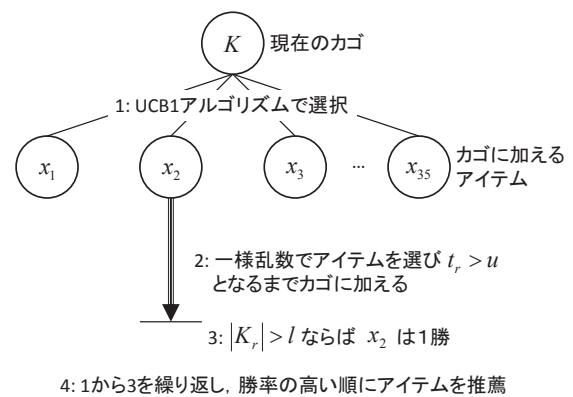 K 現在のカゴ
1: UCB1アルゴリズムで選択
x₁ x₂ x₃ ... x₃₅ カゴに加える
アイテム
2: 一様乱数でアイテムを選び t_r > u
となるまでカゴに加える
3: |K_r| > l ならば x₂ は1勝
4: 1から3を繰り返し, 勝率の高い順にアイテムを推薦